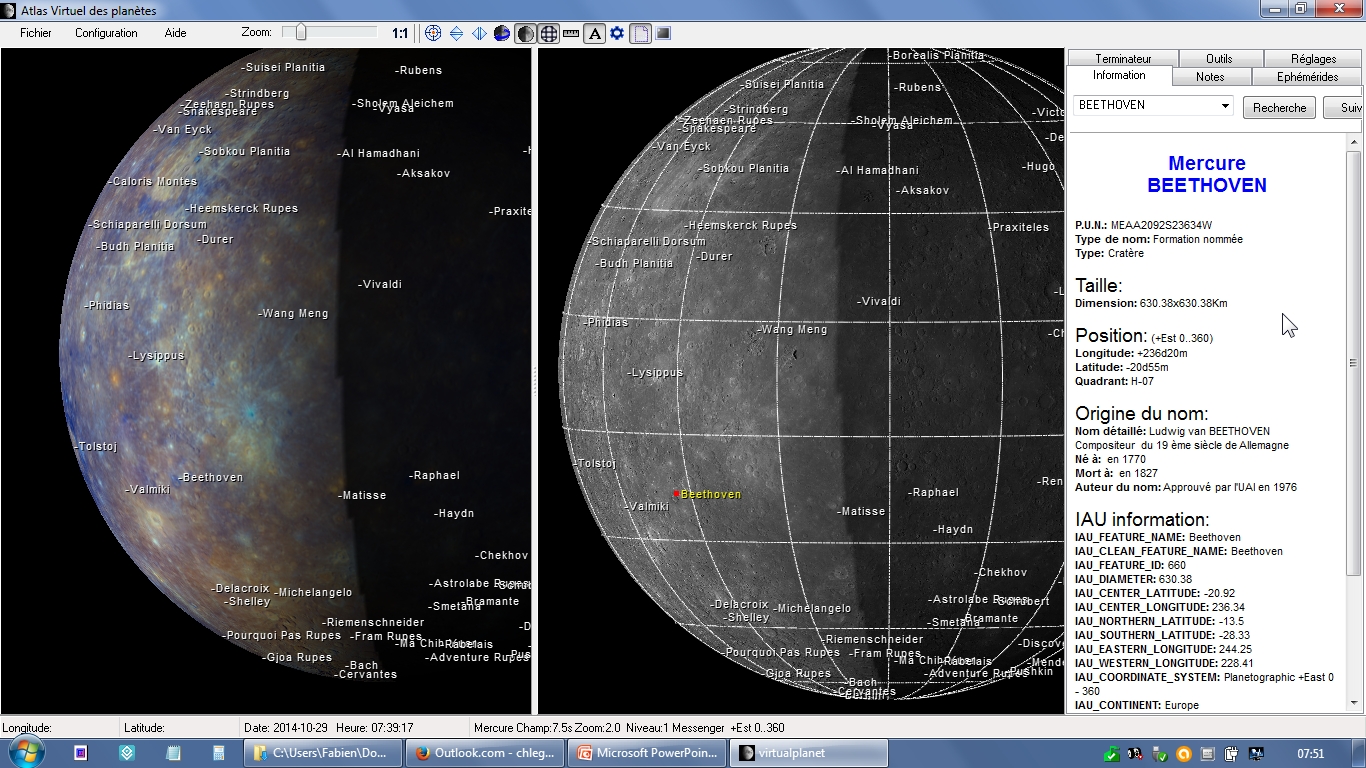 Atlas Virtuel des planètes
Fichier Configuration Aide Zoom: 1:1 A
-Suisei Planitia
-Rubens
-Strindberg
-Zeehaen Rupes
-Sholem Aleichem
-Shakespeare
-Vyasa
-Van Eyck
-Sobkou Planitia
-Al Hamadhani
-Aksakov
-Caloris Montes
-Heemskerck Rupes
-Praxite
-Schiaparelli Dorsum
-Durer
-Budh Planitia
-Vivaldi
-Phidias
-Wang Meng
-Lysippus
-Tolstoj
-Beethoven
-Raphael
-Valmiki
-Matisse
-Haydn
-Chekhov
-Astrolabe Rupes
-Delacroix
-Michelangelo
-Shelley
-Bramante
-Smetana
-Riemenschneider
-Pourquoi Pas Rupes
-Fram Rupes
-Rabelais
-Gjoa Rupes
-Adventure Rupes
-Bach
-Cervantes
-Borealis Planitia
-Suisei Planitia
-Rubens
-Strindberg
-Victo
-Zeehaen Rupes
-Sholem Aleichem
-Shakespeare
-Vyasa
-De
-Van Eyck
-Sobkou Planitia
-Al Hamadhani
-Hugo
-Aksakov
-Heemskerck Rupes
-Praxiteles
-Schiaparelli Dorsum
-Durer
-Budh Planitia
-Vivaldi
-Phidias
-Wang Meng
-Ch
-Lysippus
-Tolstoj
-Ren
-Beethoven
-Raphael
-Valmiki
-Matisse
-Haydn
-Chekhov
-Astrolabe Rupes
-Schubert
-Delacroix
-Michelangelo
-Shelley
-Bramante
-Smetana
-Riemenschneider
-Discov
-Pourquoi Pas Rupes
-Fram Rupes
-Rabelais
-Mend
-Gjoa Rupes
-Adventure Rupes
-Pushkin
-Bach
-Cervantes
Terminateur Outils Réglages
Information Notes Ephémérides
BEETHOVEN Recherche Suiv
Mercure
BEETHOVEN
P.U.N.: MEAA2092S23634W
Type de nom: Formation nommée
Type: Cratère
Taille:
Dimension: 630.38x630.38Km
Position: (+Est 0..360)
Longitude: +236d20m
Latitude: -20d55m
Quadrant: H-07
Origine du nom:
Nom détaillé: Ludwig van BEETHOVEN
Compositeur du 19 ème siècle de Allemagne
Né à: en 1770
Mort à: en 1827
Auteur du nom: Approuvé par l'UAI en 1976
IAU information:
IAU_FEATURE_NAME: Beethoven
IAU_CLEAN_FEATURE_NAME: Beethoven
IAU_FEATURE_ID: 660
IAU_DIAMETER: 630.38
IAU_CENTER_LATITUDE: -20.92
IAU_CENTER_LONGITUDE: 236.34
IAU_NORTHERN_LATITUDE: -13.5
IAU_SOUTHERN_LATITUDE: -28.33
IAU_EASTERN_LONGITUDE: 244.25
IAU_WESTERN_LONGITUDE: 228.41
IAU_COORDINATE_SYSTEM: Planetographic +East 0
- 360
IAU_CONTINENT: Europe
Longitude: Latitude: Date: 2014-10-29 Heure: 07:39:17 Mercure Champ:7.5s Zoom:2.0 Niveau:1 Messenger +Est 0..360
C:\Users\Fabien\Do... Outlook.com - chleg... Microsoft PowerPoin... virtualplanet 07:51